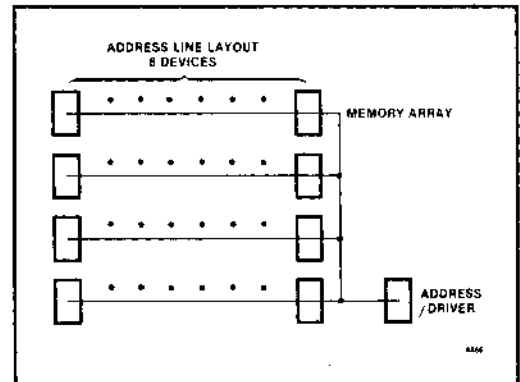 ADDRESS LINE LAYOUT
8 DEVICES
MEMORY ARRAY
ADDRESS
/DRIVER